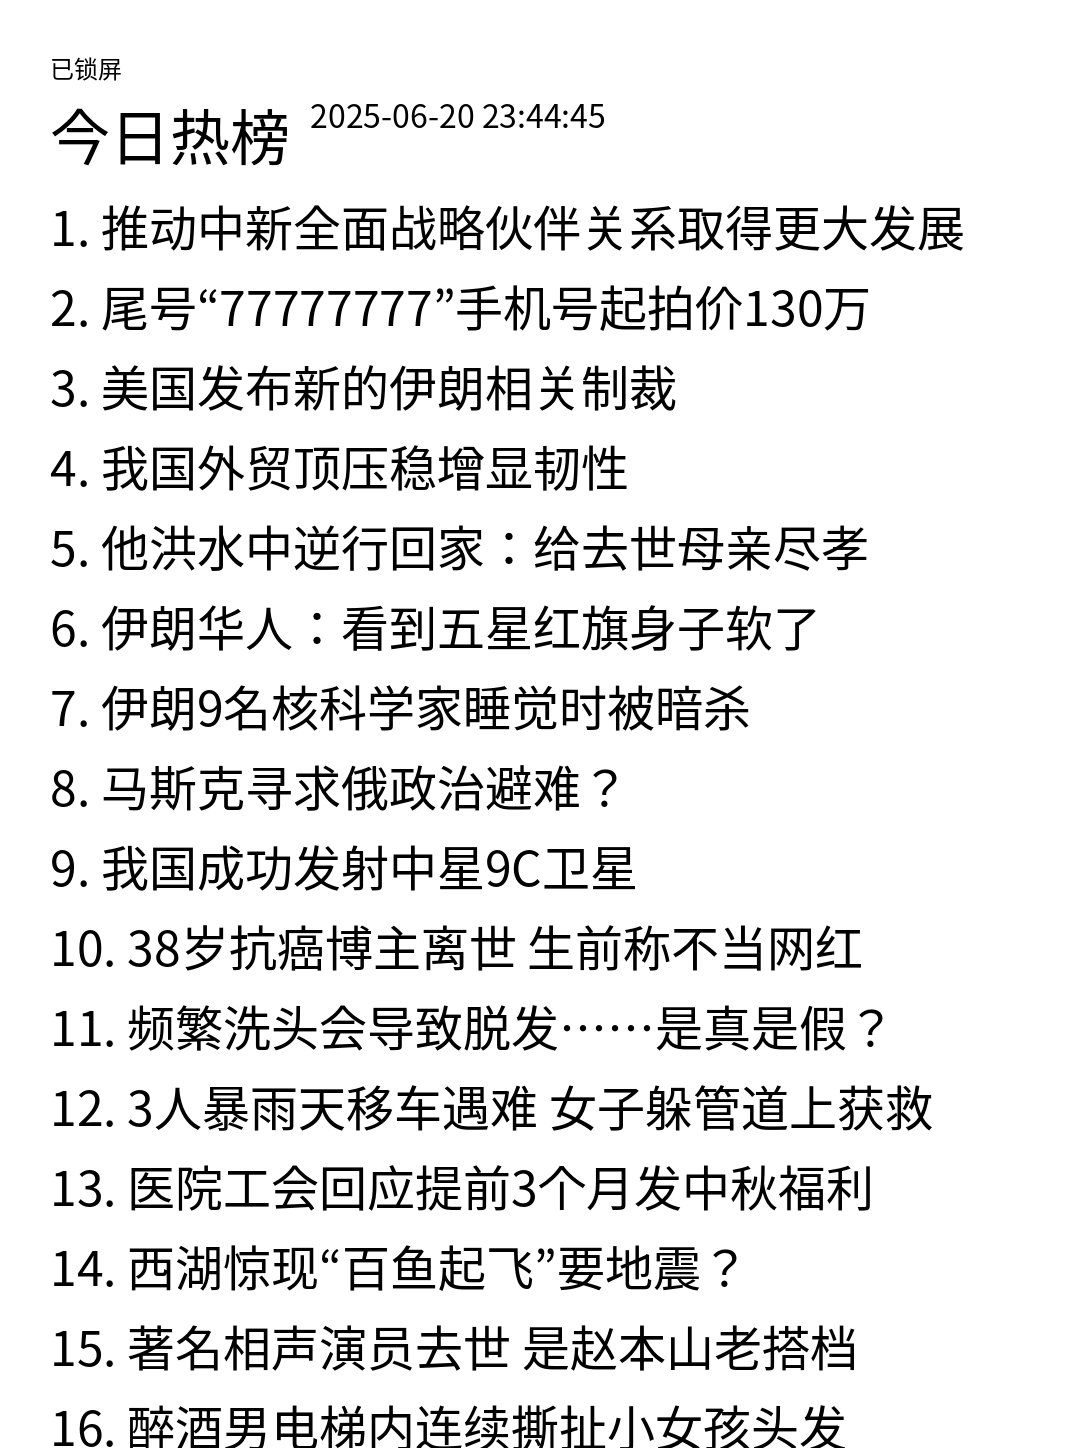 已锁屏
今日热榜 2025-06-20 23:44:45
1. 推动中新全面战略伙伴关系取得更大发展
2. 尾号“77777777”手机号起拍价130万
3. 美国发布新的伊朗相关制裁
4. 我国外贸顶压稳增显韧性
5. 他洪水中逆行回家：给去世母亲尽孝
6. 伊朗华人：看到五星红旗身子软了
7. 伊朗9名核科学家睡觉时被暗杀
8. 马斯克寻求俄政治避难？
9. 我国成功发射中星9C卫星
10. 38岁抗癌博主离世 生前称不当网红
11. 频繁洗头会导致脱发……是真是假？
12. 3人暴雨天移车遇难 女子躲管道上获救
13. 医院工会回应提前3个月发中秋福利
14. 西湖惊现“百鱼起飞”要地震？
15. 著名相声演员去世 是赵本山老搭档
16. 醉酒男电梯内连续撕扯小女孩头发